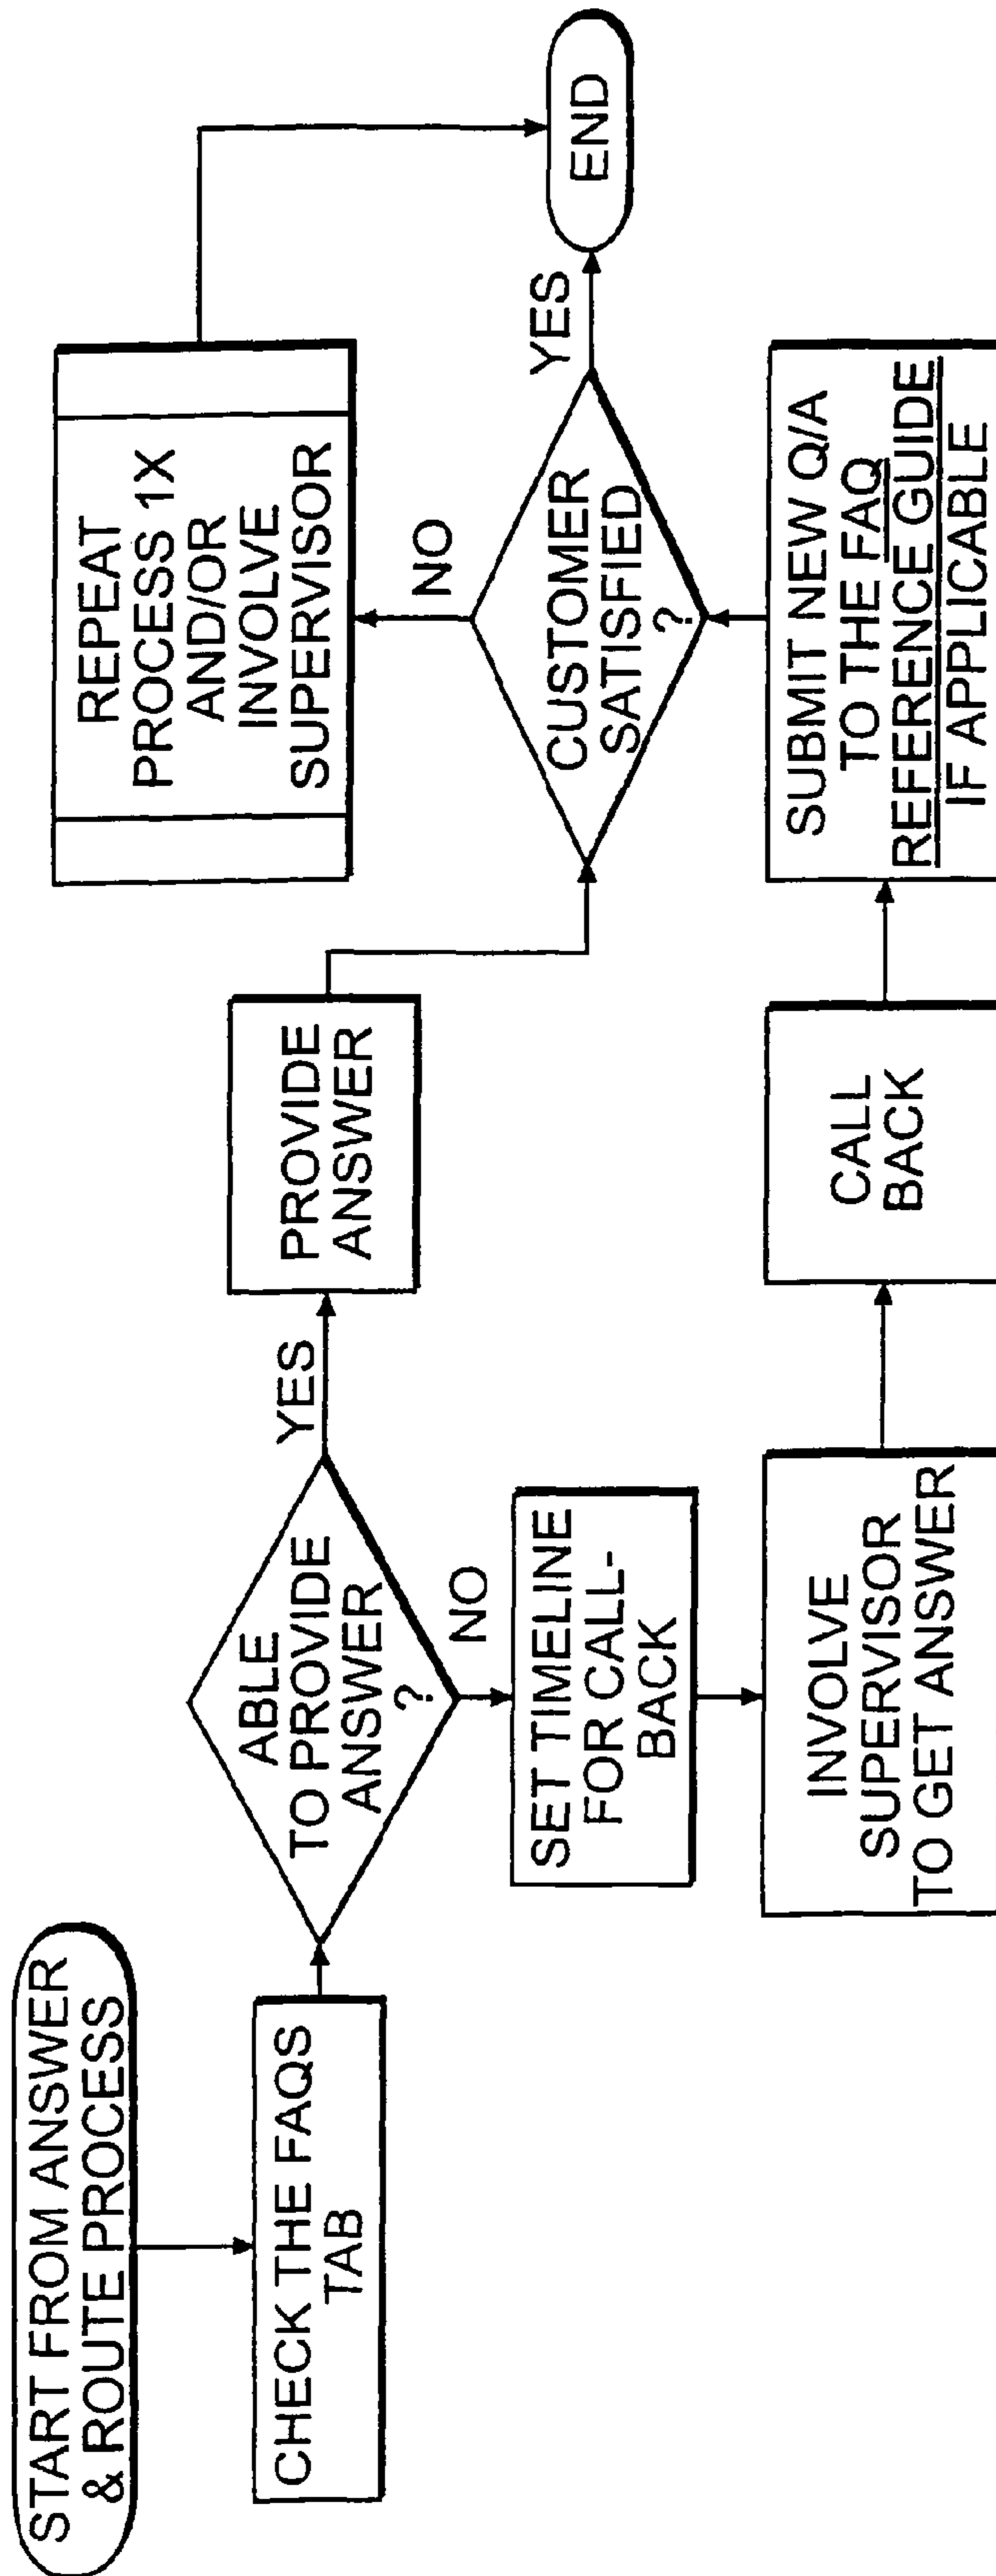 START FROM ANSWER
& ROUTE PROCESS
CHECK THE FAQS
TAB
ABLE
TO PROVIDE
ANSWER
?
YES
PROVIDE
ANSWER
NO
SET TIMELINE
FOR CALL-
BACK
INVOLVE
SUPERVISOR
TO GET ANSWER
CALL
BACK
SUBMIT NEW Q/A
TO THE FAQ
REFERENCE GUIDE
IF APPLICABLE
CUSTOMER
SATISFIED
?
NO
REPEAT
PROCESS 1X
AND/OR
INVOLVE
SUPERVISOR
YES
END